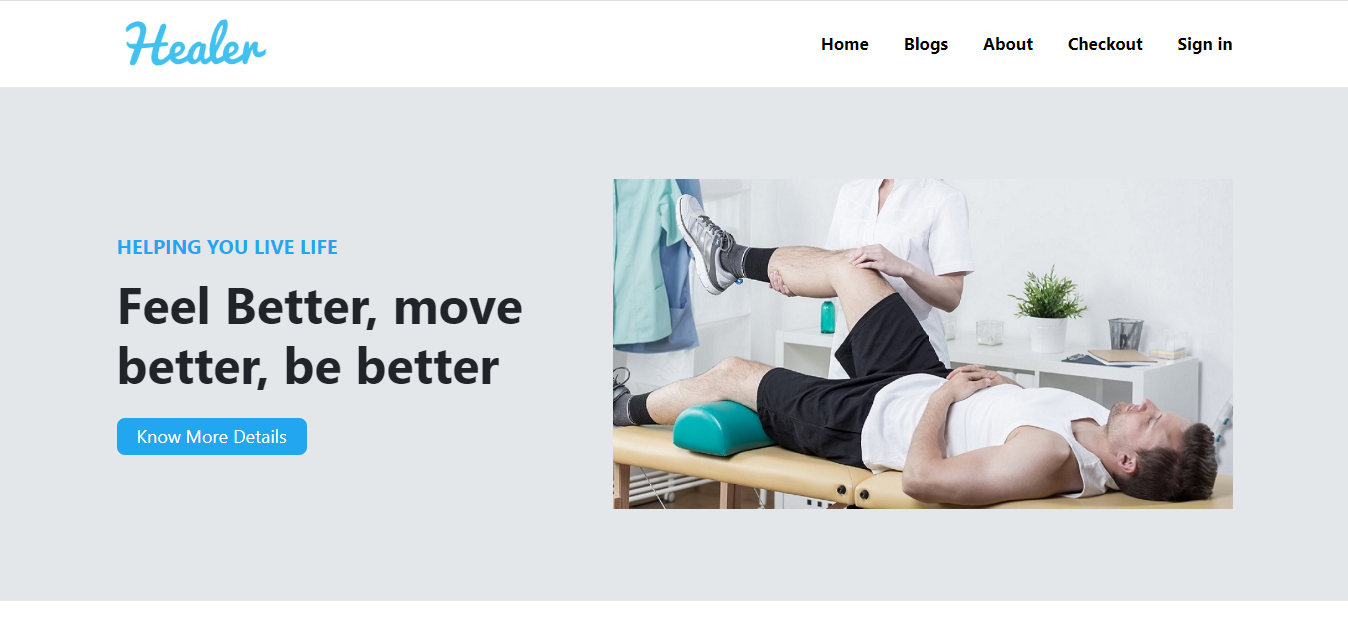 Healer
Home Blogs About Checkout Sign in
HELPING YOU LIVE LIFE
Feel Better, move
better, be better
Know More Details